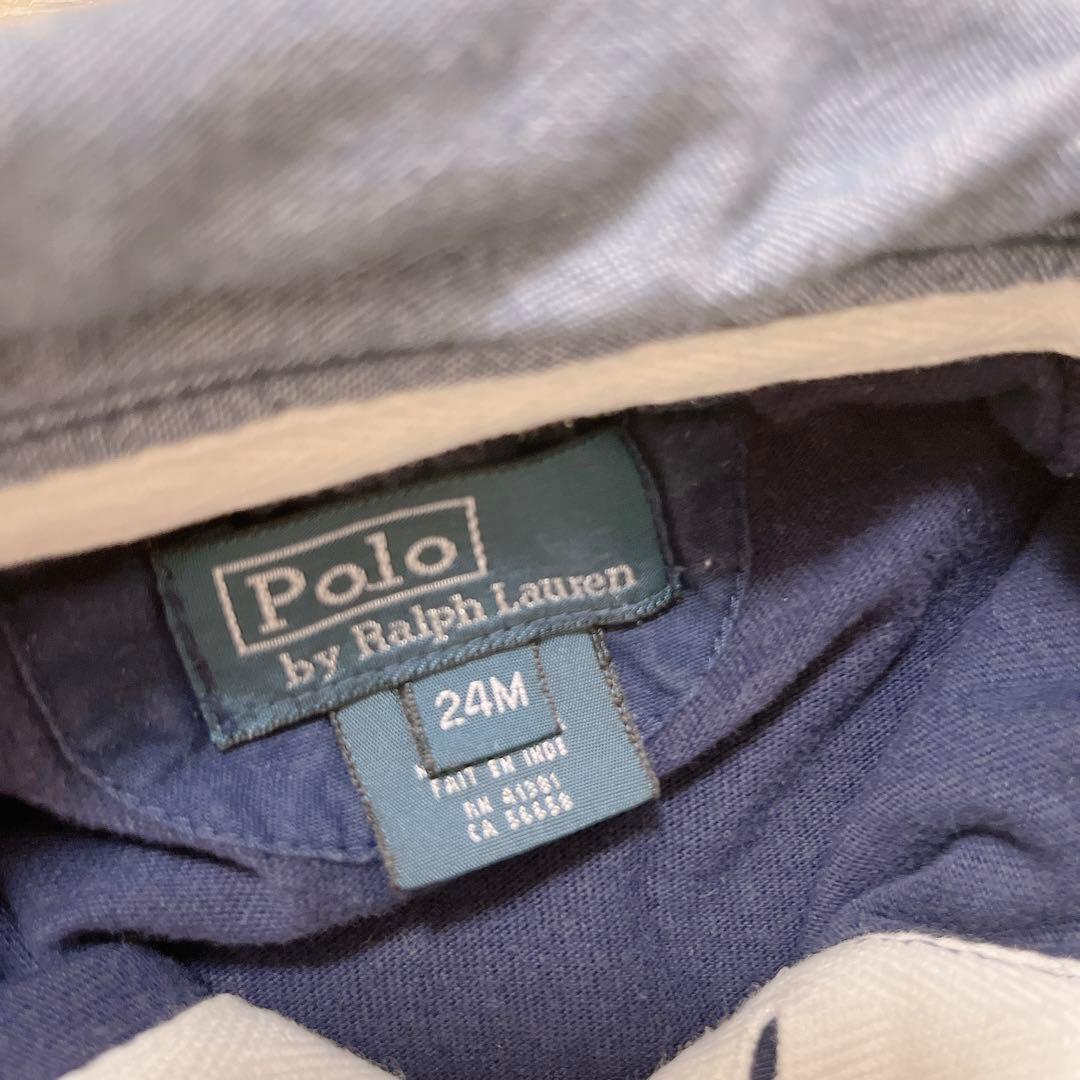 Polo
by Ralph Lauren
24M
FAIT EN INDE
RN 41381
CA 56658